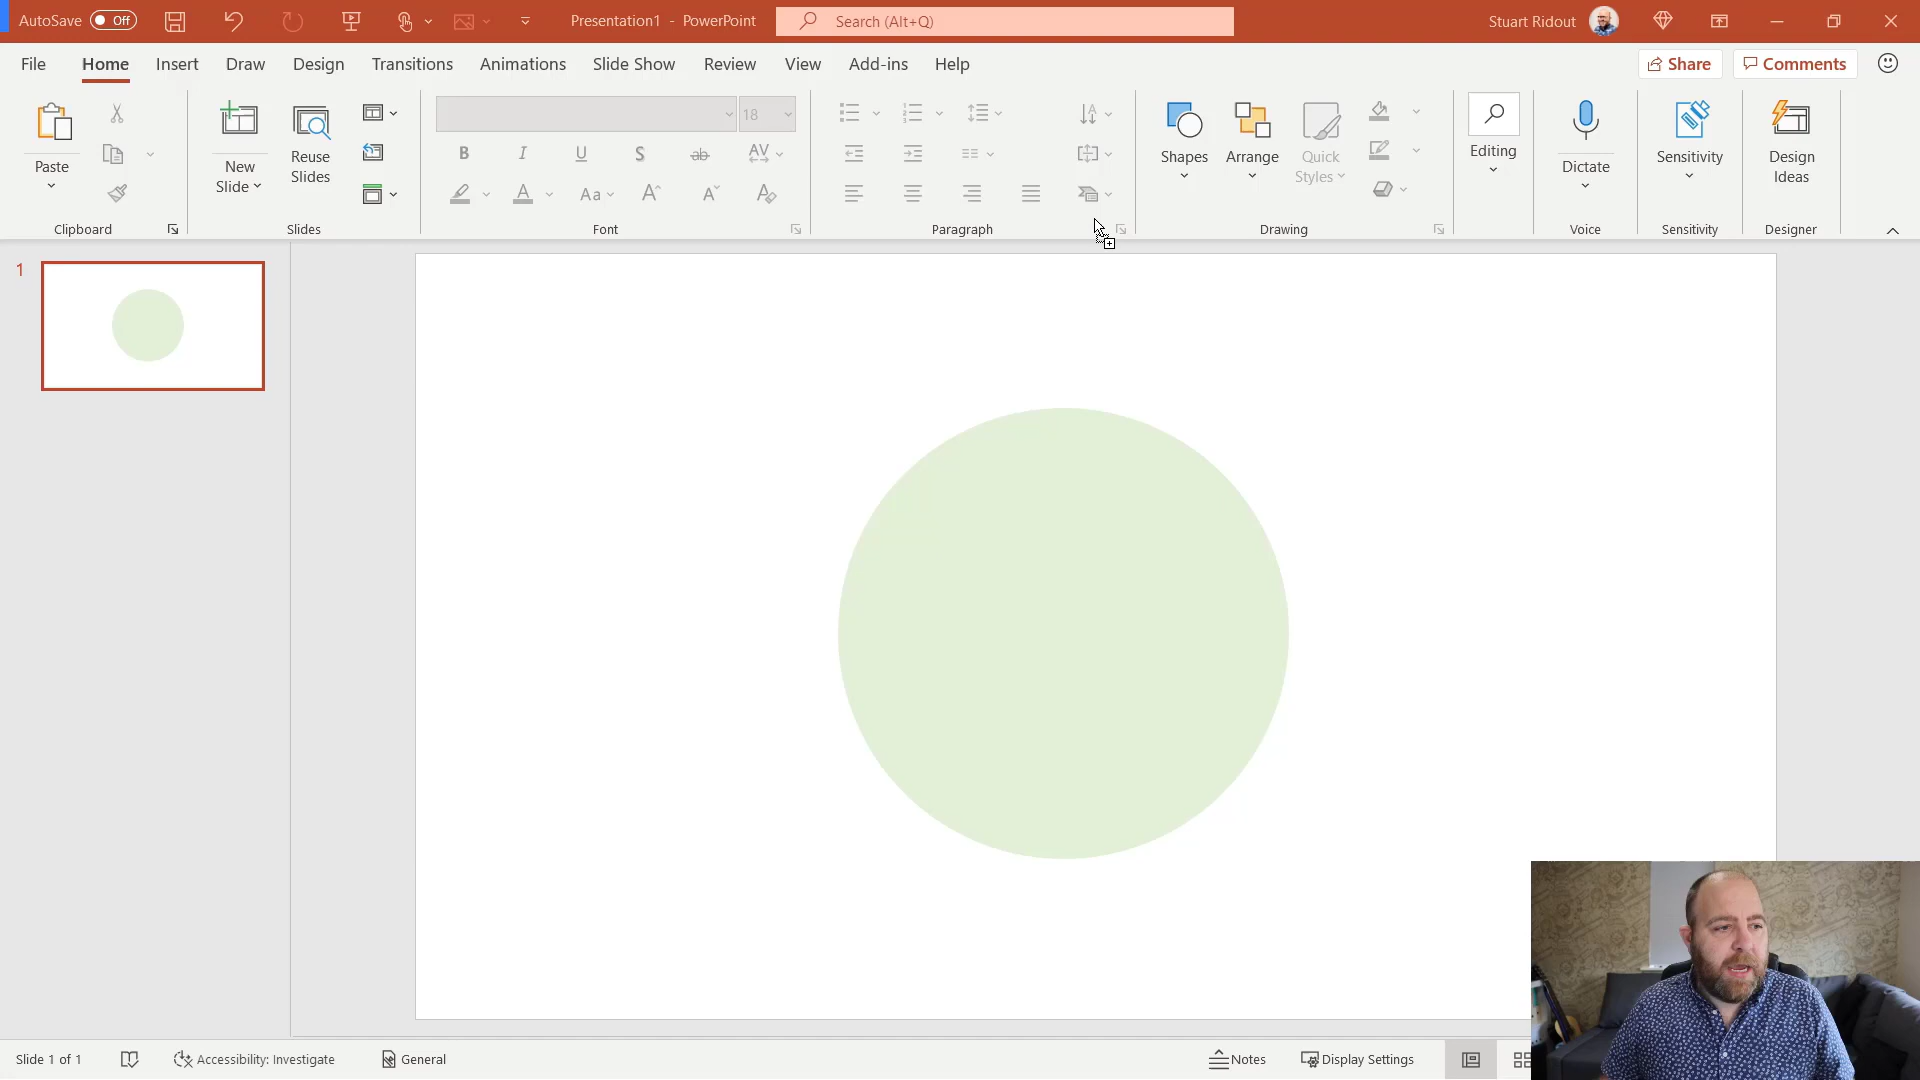 AutoSave Off Presentation1 - PowerPoint Search (Alt+Q) Stuart Ridout
File Home Insert Draw Design Transitions Animations Slide Show Review View Add-ins Help Share Comments
Paste
New
Slide
Reuse
Slides
18
B I U S ab AV
A Aa A A A
Shapes
Arrange
Quick
Styles
Editing
Dictate
Sensitivity
Design
Ideas
Clipboard Slides Font Paragraph Drawing Voice Sensitivity Designer
1
Slide 1 of 1 Accessibility: Investigate General Notes Display Settings